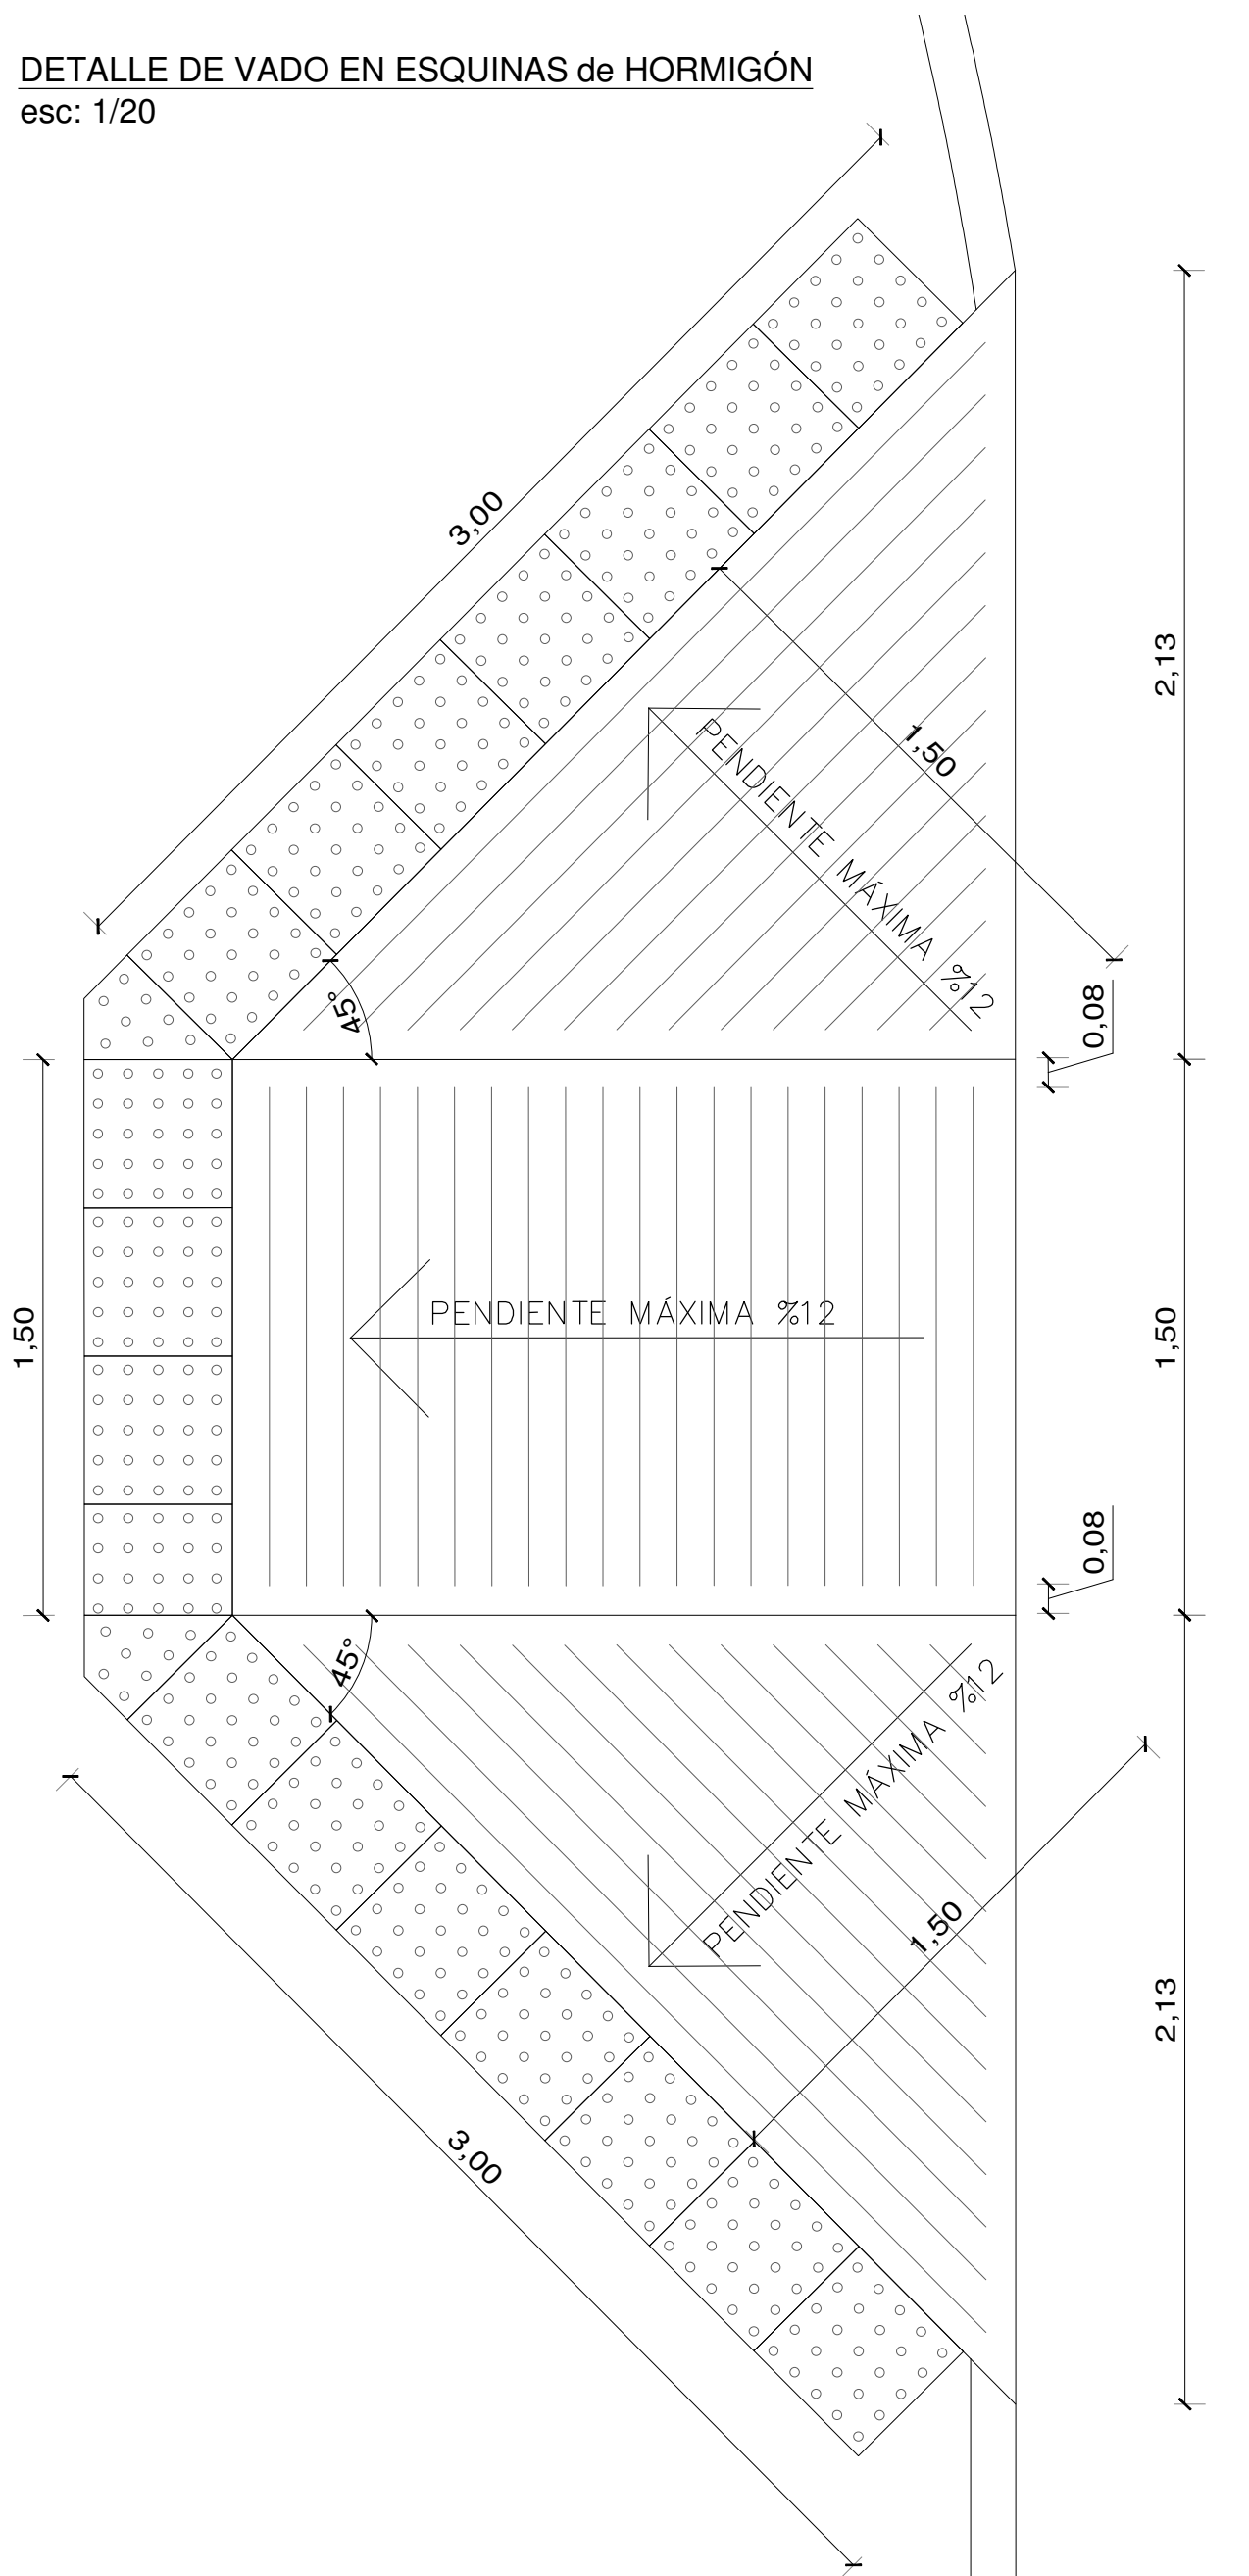 DETALLE DE VADO EN ESQUINAS de HORMIGÓN
esc: 1/20
3,00
2,13
1,50
PENDIENTE MÁXIMA %12
45°
0,08
1,50
PENDIENTE MÁXIMA %12
1,50
0,08
45°
PENDIENTE MÁXIMA %12
1,50
2,13
3,00